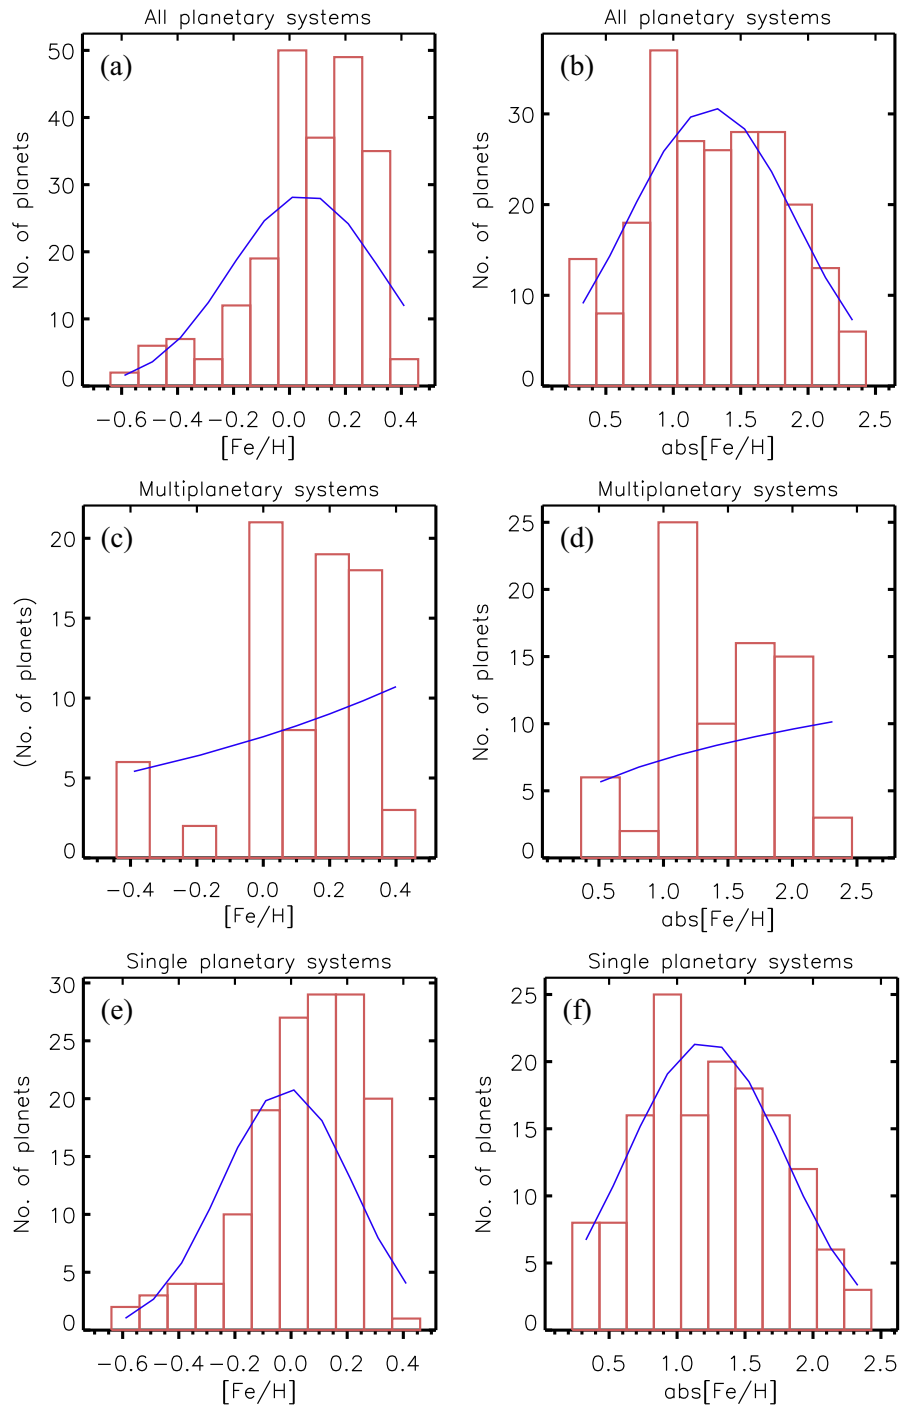 All planetary systems
(a)
No. of planets
50
40
30
20
10
0
−0.6 −0.4 −0.2 0.0 0.2 0.4
[Fe/H]
All planetary systems
(b)
No. of planets
30
20
10
0
0.5 1.0 1.5 2.0 2.5
abs[Fe/H]
Multiplanetary systems
(c)
(No. of planets)
20
15
10
5
0
−0.4 −0.2 0.0 0.2 0.4
[Fe/H]
Multiplanetary systems
(d)
No. of planets
25
20
15
10
5
0
0.5 1.0 1.5 2.0 2.5
abs[Fe/H]
Single planetary systems
(e)
No. of planets
30
25
20
15
10
5
0
−0.6 −0.4 −0.2 0.0 0.2 0.4
[Fe/H]
Single planetary systems
(f)
No. of planets
25
20
15
10
5
0
0.5 1.0 1.5 2.0 2.5
abs[Fe/H]